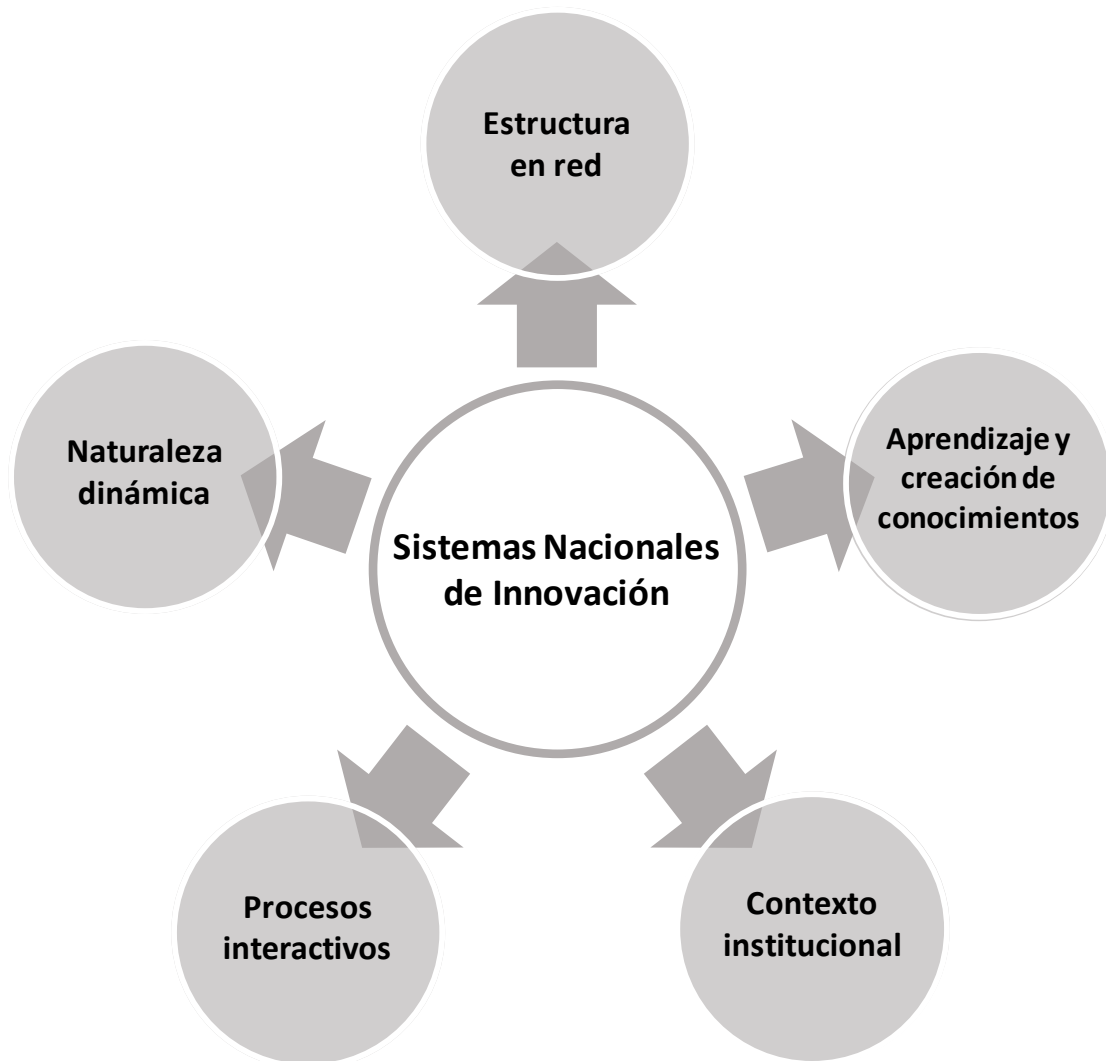 Estructura
en red
Naturaleza
dinámica
Aprendizaje y
creación de
conocimientos
Sistemas Nacionales
de Innovación
Procesos
interactivos
Contexto
institucional